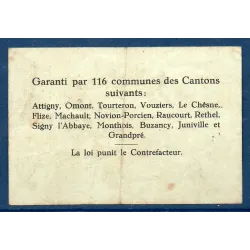 Garanti par 116 communes des Cantons
suivants:
Attigny, Omont, Tourteron, Vouziers, Le Chesne,
Flize, Machault, Novion-Porcien, Raucourt, Rethel,
Signy l'Abbaye, Monthois, Buzancy, Juniville et
Grandpré.
La loi punit le Contrefacteur.